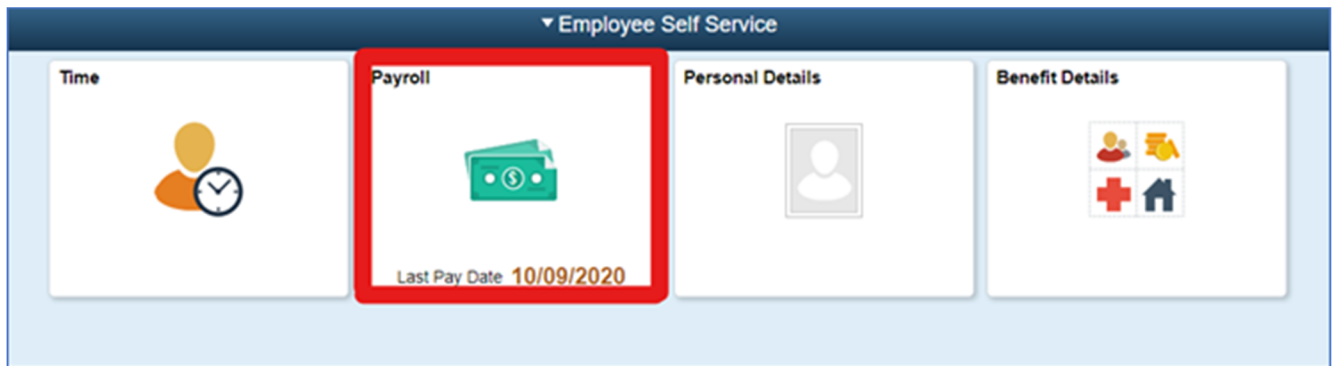 Employee Self Service
Time
Payroll
Personal Details
Benefit Details
$
Last Pay Date 10/09/2020